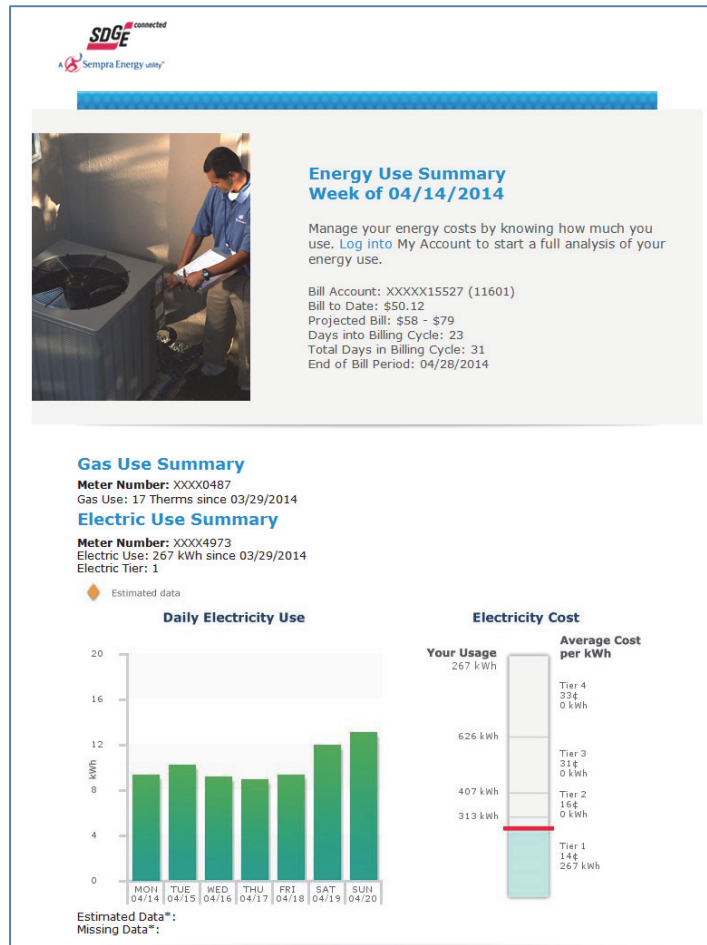 SDGE connected
A Sempra Energy utility™
Energy Use Summary
Week of 04/14/2014
Manage your energy costs by knowing how much you
use. Log into My Account to start a full analysis of your
energy use.
Bill Account: XXXXX15527 (11601)
Bill to Date: $50.12
Projected Bill: $58 - $79
Days into Billing Cycle: 23
Total Days in Billing Cycle: 31
End of Bill Period: 04/28/2014
Gas Use Summary
Meter Number: XXXX0487
Gas Use: 17 Therms since 03/29/2014
Electric Use Summary
Meter Number: XXXX4973
Electric Use: 267 kWh since 03/29/2014
Electric Tier: 1
Estimated data
Daily Electricity Use
20
16
12
8
4
0
kWh
MON TUE WED THU FRI SAT SUN
04/14 04/15 04/16 04/17 04/18 04/19 04/20
Estimated Data*:
Missing Data*:
Electricity Cost
Your Usage
267 kWh
Average Cost
per kWh
626 kWh
407 kWh
313 kWh
Tier 4
33¢
0 kWh
Tier 3
31¢
0 kWh
Tier 2
16¢
0 kWh
Tier 1
14¢
267 kWh